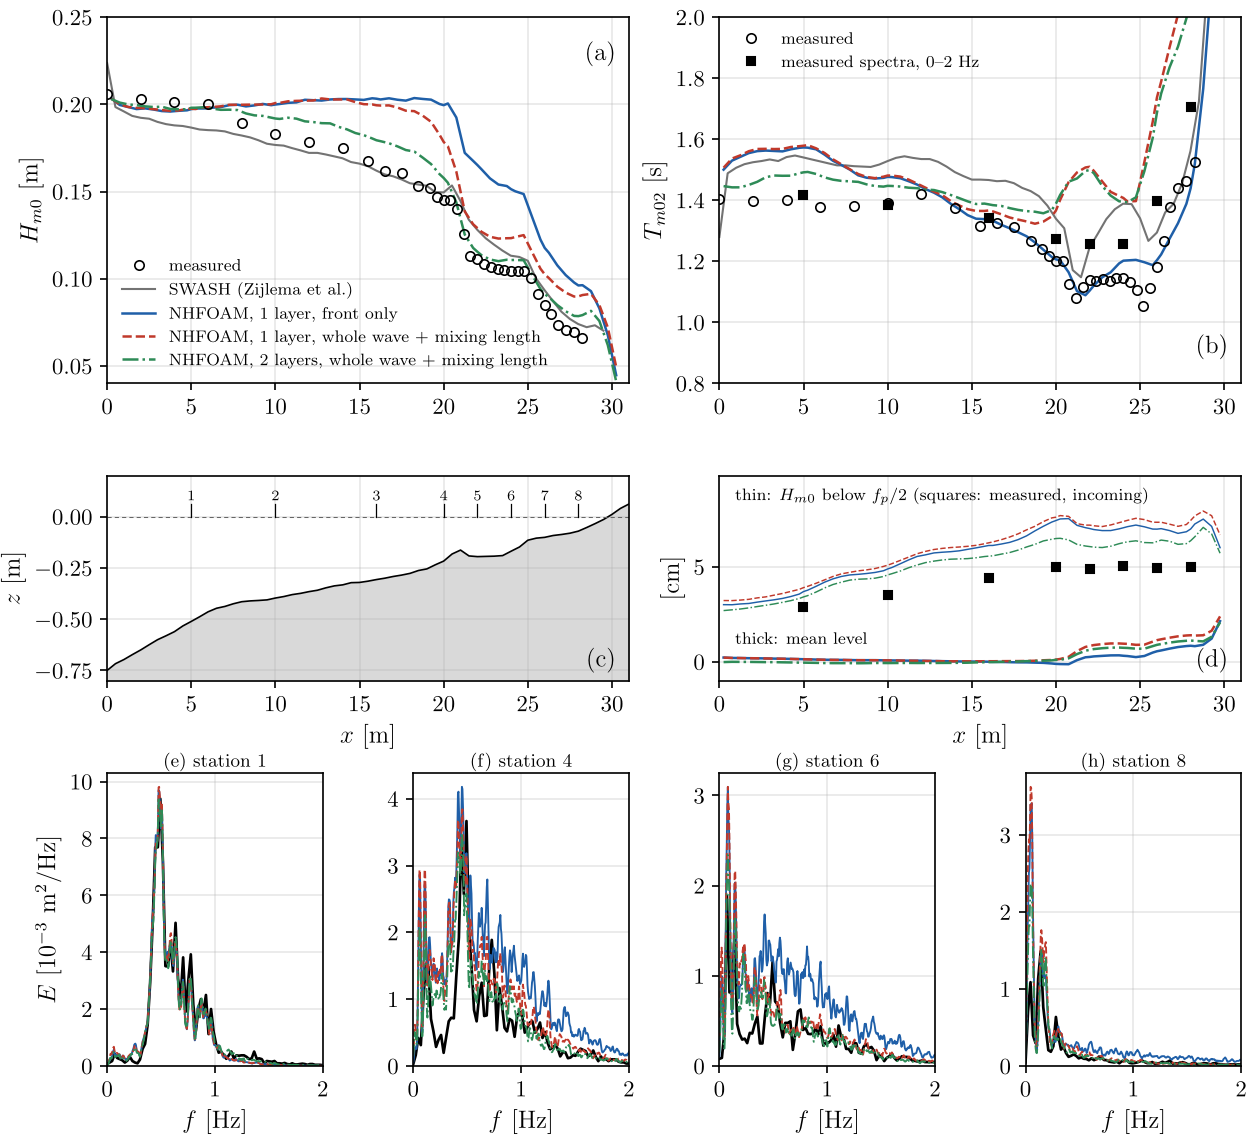 0.25
0.20
0.15
0.10
0.05
H_{m0} [m]
(a)
measured
SWASH (Zijlema et al.)
NHFOAM, 1 layer, front only
NHFOAM, 1 layer, whole wave + mixing length
NHFOAM, 2 layers, whole wave + mixing length
0 5 10 15 20 25 30
2.0
1.8
1.6
1.4
1.2
1.0
0.8
T_{m02} [s]
measured
measured spectra, 0–2 Hz
(b)
0 5 10 15 20 25 30
0.00
−0.25
−0.50
−0.75
z [m]
1 2 3 4 5 6 7 8
(c)
0 5 10 15 20 25 30
x [m]
5
0
[cm]
thin: H_{m0} below f_p/2 (squares: measured, incoming)
thick: mean level
(d)
0 5 10 15 20 25 30
x [m]
(e) station 1
10
8
6
4
2
0
E [10^{−3} m^2/Hz]
0 1 2
f [Hz]
(f) station 4
4
3
2
1
0
0 1 2
f [Hz]
(g) station 6
3
2
1
0
0 1 2
f [Hz]
(h) station 8
3
2
1
0
0 1 2
f [Hz]